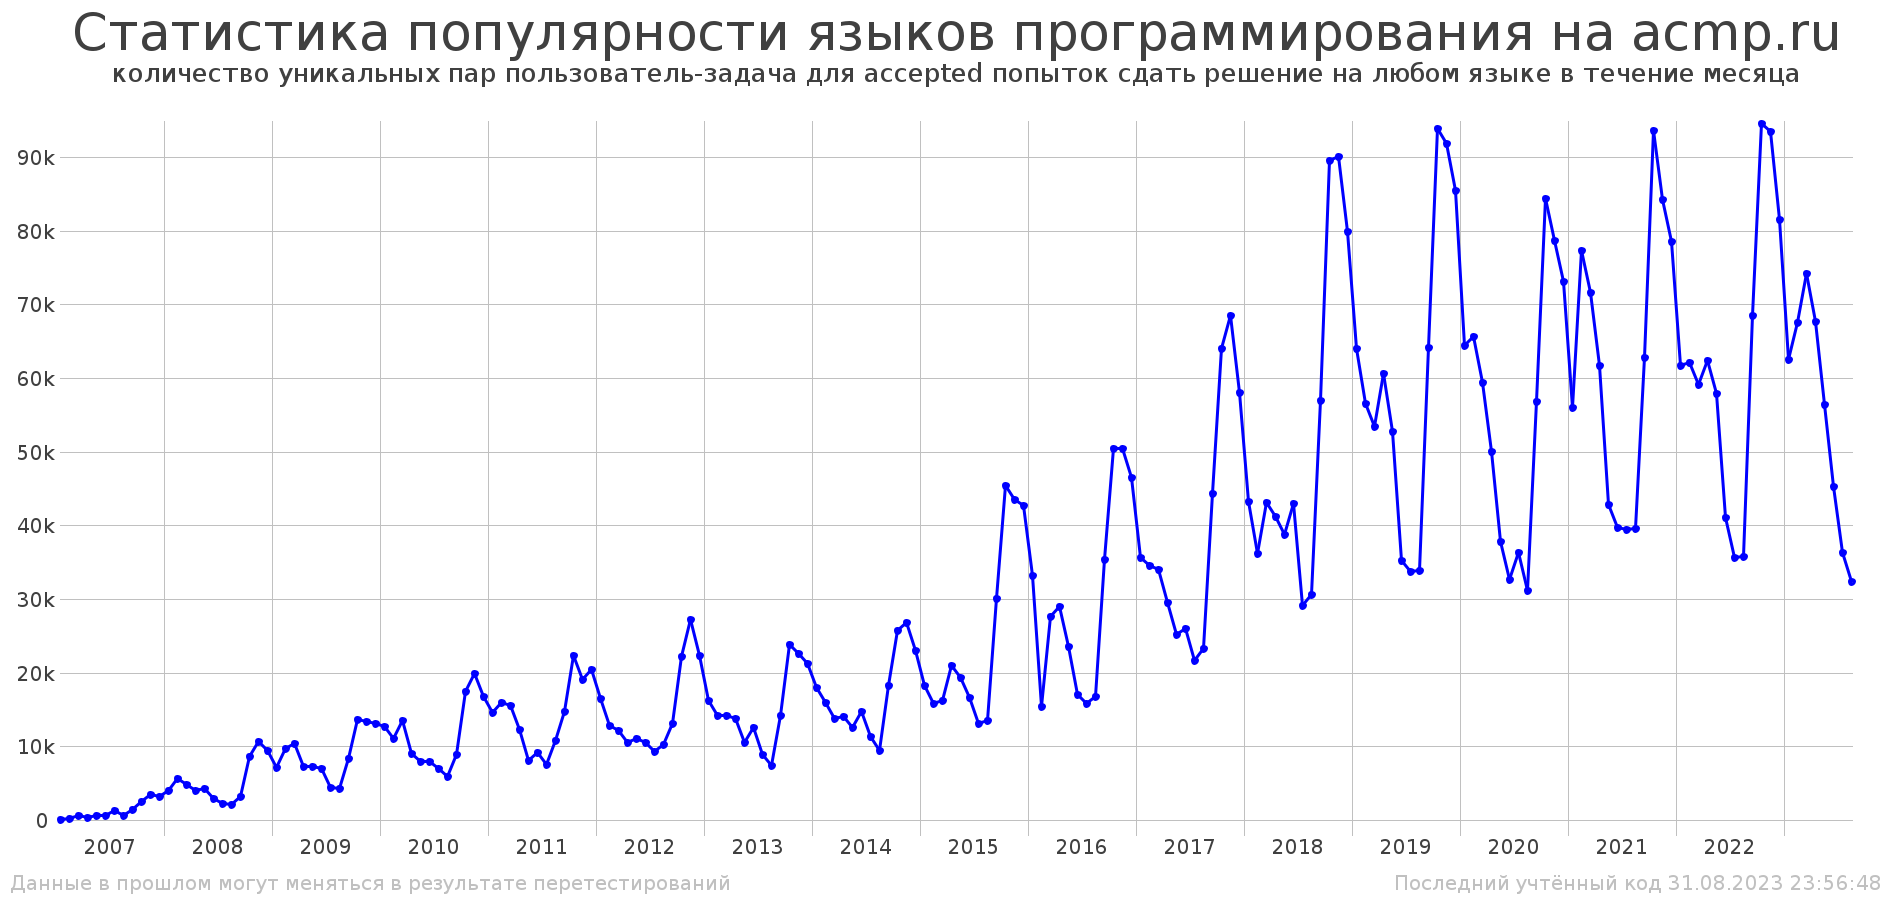 Статистика популярности языков программирования на acmp.ru
количество уникальных пар пользователь-задача для accepted попыток сдать решение на любом языке в течение месяца
90k
80k
70k
60k
50k
40k
30k
20k
10k
0
2007 2008 2009 2010 2011 2012 2013 2014 2015 2016 2017 2018 2019 2020 2021 2022
Данные в прошлом могут меняться в результате перетестирований
Последний учтённый код 31.08.2023 23:56:48